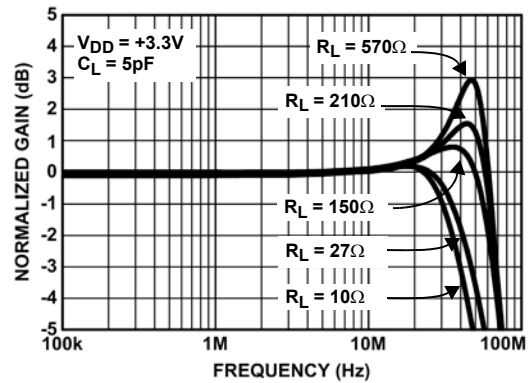 5
4
3
2
1
0
-1
-2
-3
-4
-5
NORMALIZED GAIN (dB)
V_DD = +3.3V
C_L = 5pF
R_L = 570Ω
R_L = 210Ω
R_L = 150Ω
R_L = 27Ω
R_L = 10Ω
100k 1M 10M 100M
FREQUENCY (Hz)